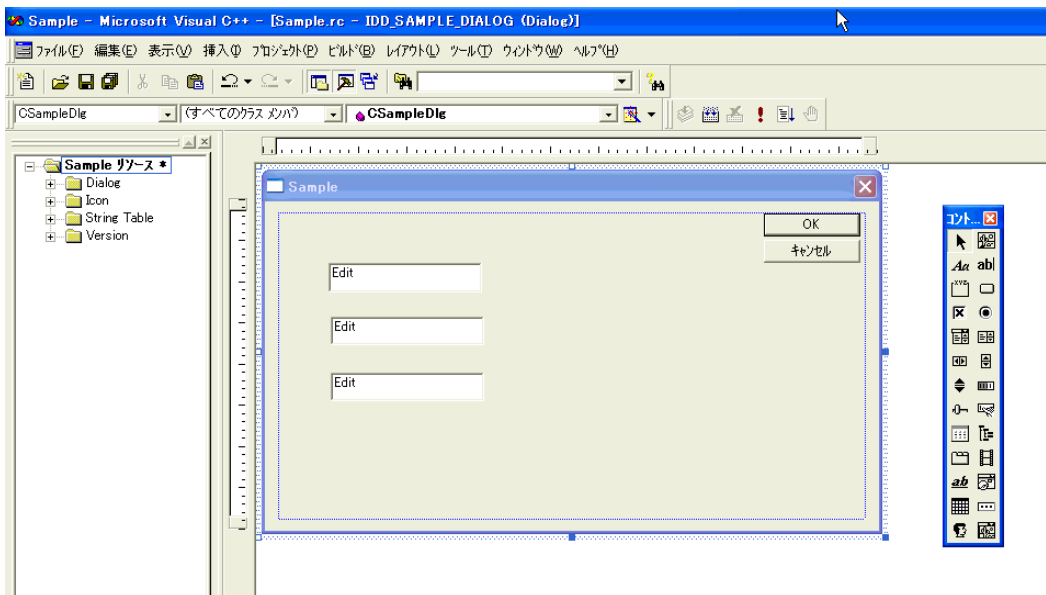 Sample - Microsoft Visual C++ - [Sample.rc - IDD_SAMPLE_DIALOG (Dialog)]
ファイル(F) 編集(E) 表示(V) 挿入(I) プロジェクト(P) ビルド(B) レイアウト(L) ツール(T) ウィンドウ(W) ヘルプ(H)
CSampleDlg (すべてのクラス メンバ) CSampleDlg
Sample リソース *
Dialog
Icon
String Table
Version
Sample
OK
キャンセル
Edit
Edit
Edit
コント...
Aa ab|
XYZ
ab